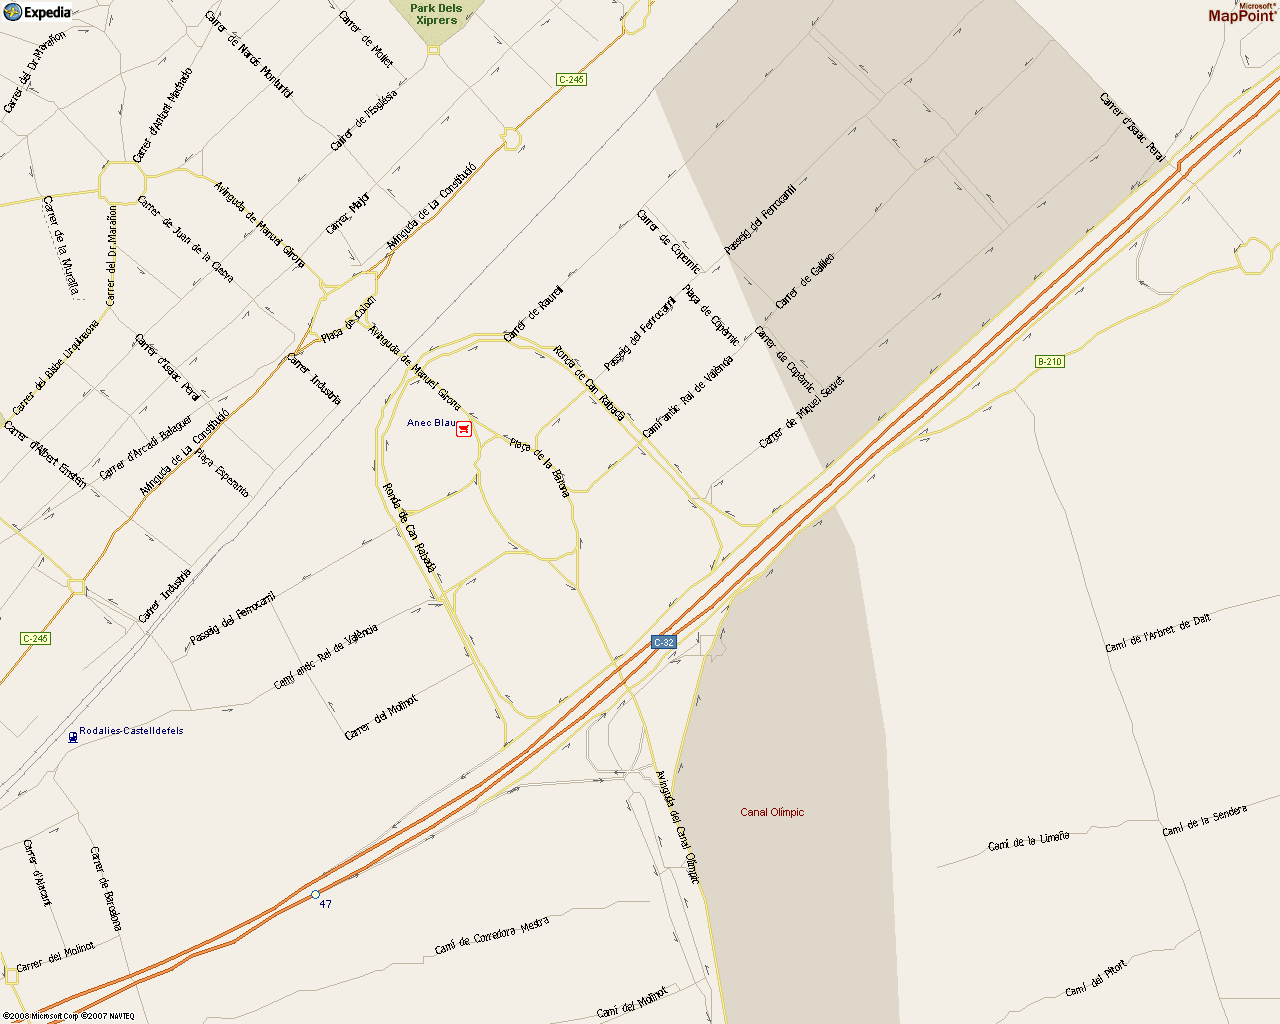 Expedia
Microsoft®
MapPoint®
Park Dels
Xiprers
C-245
Carrer del Dr. Marañon
Carrer de Narcís Monturiol
Carrer de Mollet
Carrer d'Antoni Machado
Carrer de l'Església
Carrer d'Isaac Peral
Carrer de la Muralla
Carrer del Dr. Marañon
Carrer de Juan de la Cierva
Avinguda de Manuel Girona
Carrer Major
Avinguda de La Constitució
Carrer de Copernic
Passeig del Ferrocarril
Carrer de Galileo
Plaça de Colom
Carrer de Raurell
Passeig del Ferrocarril
Plaça de Copèrnic
Carrer del Bisbe Urquinaona
Carrer d'Isaac Peral
Carrer Industria
Avinguda de Manuel Girona
Ronda de Can Rabadà
Camí antic Ral de València
Carrer de Copèrnic
Carrer de Miquel Servet
B-210
Carrer d'Albert Einstein
Carrer d'Arcadi Balaguer
Avinguda de La Constitució
Plaça Esperanto
Anec Blau
Plaça de la Barona
Ronda de Can Rabadà
Carrer Industria
Passeig del Ferrocarril
Camí antic Ral de València
C-245
C-32
Camí de l'Arbret de Dalt
Carrer del Molinot
Rodalies-Castelldefels
Avinguda del Canal Olímpic
Canal Olímpic
Camí de la Limaña
Camí de la Sendera
Carrer d'Alacant
Carrer de Barcelona
47
Camí de Corredora Mestra
Carrer del Molinot
Camí del Molinot
Camí del Pitort
©2008 Microsoft Corp ©2007 NAVTEQ